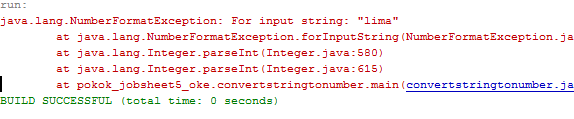 run:
java.lang.NumberFormatException: For input string: "lima"
at java.lang.NumberFormatException.forInputString(NumberFormatException.ja
at java.lang.Integer.parseInt(Integer.java:580)
at java.lang.Integer.parseInt(Integer.java:615)
at pokok_jobsheet5_oke.convertstringtonumber.main(convertstringtonumber.ja
BUILD SUCCESSFUL (total time: 0 seconds)